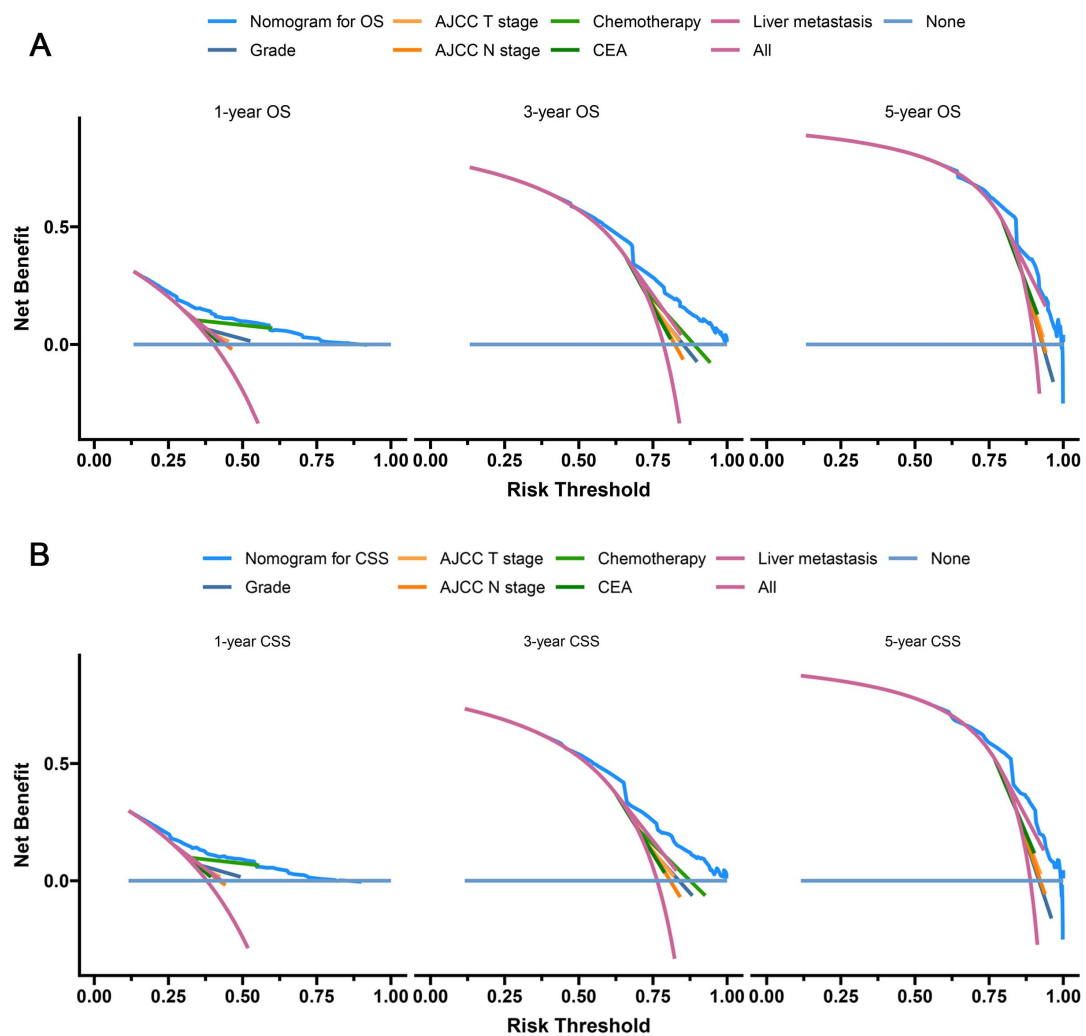 A
Nomogram for OS AJCC T stage Chemotherapy Liver metastasis None
Grade AJCC N stage CEA All
1-year OS 3-year OS 5-year OS
Net Benefit
0.5
0.0
0.00 0.25 0.50 0.75 1.00 0.00 0.25 0.50 0.75 1.00 0.00 0.25 0.50 0.75 1.00
Risk Threshold
B
Nomogram for CSS AJCC T stage Chemotherapy Liver metastasis None
Grade AJCC N stage CEA All
1-year CSS 3-year CSS 5-year CSS
Net Benefit
0.5
0.0
0.00 0.25 0.50 0.75 1.00 0.00 0.25 0.50 0.75 1.00 0.00 0.25 0.50 0.75 1.00
Risk Threshold